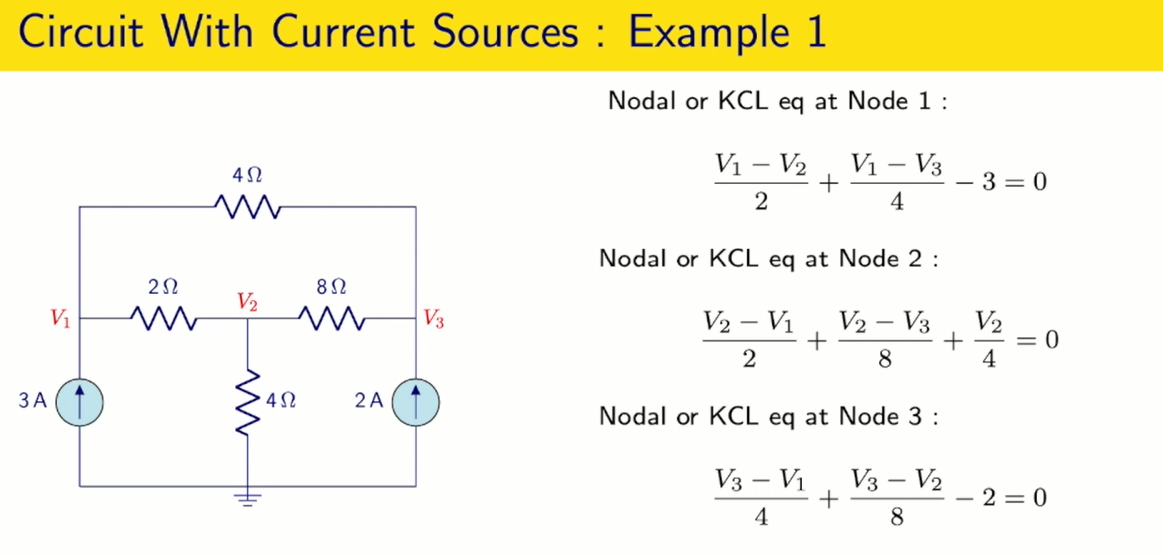 Circuit With Current Sources : Example 1
4 Ω
2 Ω
V₂
8 Ω
V₁
V₃
3 A
4 Ω
2 A
Nodal or KCL eq at Node 1 :
(V₁ − V₂)/2 + (V₁ − V₃)/4 − 3 = 0
Nodal or KCL eq at Node 2 :
(V₂ − V₁)/2 + (V₂ − V₃)/8 + V₂/4 = 0
Nodal or KCL eq at Node 3 :
(V₃ − V₁)/4 + (V₃ − V₂)/8 − 2 = 0